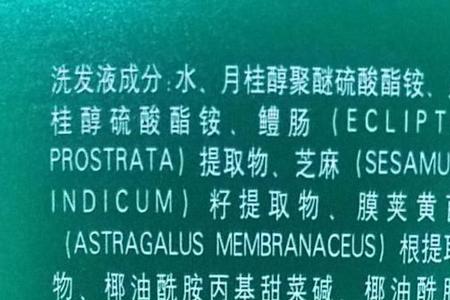 洗发液成分:水、月桂醇聚醚硫酸酯铵、
桂醇硫酸酯铵、鳢肠(ECLIPT
PROSTRATA)提取物、芝麻(SESAMU
INDICUM)籽提取物、膜荚黄
(ASTRAGALUS MEMBRANACEUS)根提取
物、椰油酰胺丙基甜菜碱、椰油酰